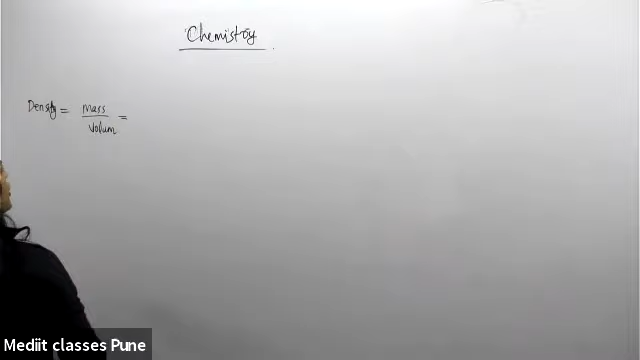 Chemistry
Density = Mass / Volum =
Mediit classes Pune